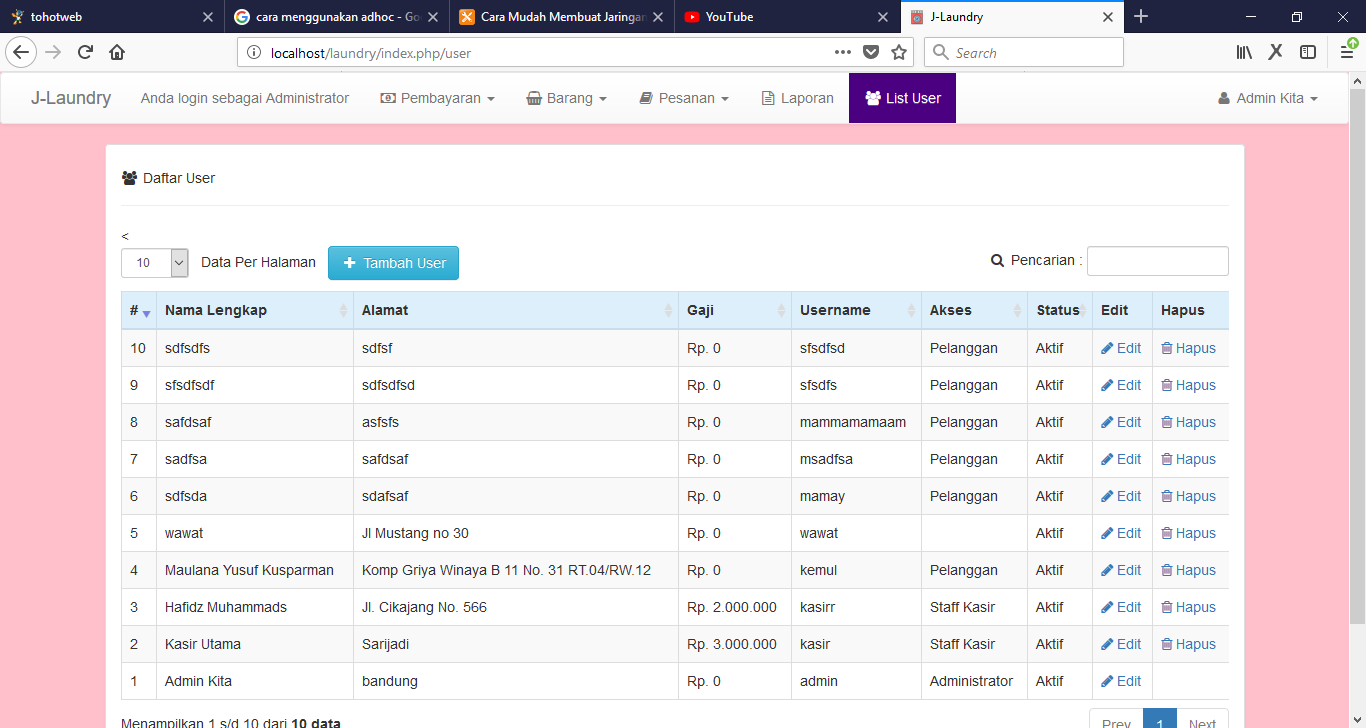 tohotweb
cara menggunakan adhoc - Go
Cara Mudah Membuat Jaringan
YouTube
J-Laundry
localhost/laundry/index.php/user
Search
J-Laundry Anda login sebagai Administrator Pembayaran Barang Pesanan Laporan List User Admin Kita
Daftar User
<
10 Data Per Halaman + Tambah User Pencarian :
# Nama Lengkap Alamat Gaji Username Akses Status Edit Hapus
10 sdfsdfs sdfsf Rp. 0 sfsdfsd Pelanggan Aktif Edit Hapus
9 sfsdfsdf sdfsdfsd Rp. 0 sfsdfs Pelanggan Aktif Edit Hapus
8 safdsaf asfsfs Rp. 0 mammamamaam Pelanggan Aktif Edit Hapus
7 sadfsa safdsaf Rp. 0 msadfsa Pelanggan Aktif Edit Hapus
6 sdfsda sdafsaf Rp. 0 mamay Pelanggan Aktif Edit Hapus
5 wawat Jl Mustang no 30 Rp. 0 wawat Aktif Edit Hapus
4 Maulana Yusuf Kusparman Komp Griya Winaya B 11 No. 31 RT.04/RW.12 Rp. 0 kemul Pelanggan Aktif Edit Hapus
3 Hafidz Muhammads Jl. Cikajang No. 566 Rp. 2.000.000 kasirr Staff Kasir Aktif Edit Hapus
2 Kasir Utama Sarijadi Rp. 3.000.000 kasir Staff Kasir Aktif Edit Hapus
1 Admin Kita bandung Rp. 0 admin Administrator Aktif Edit
Menampilkan 1 s/d 10 dari 10 data Prev 1 Next